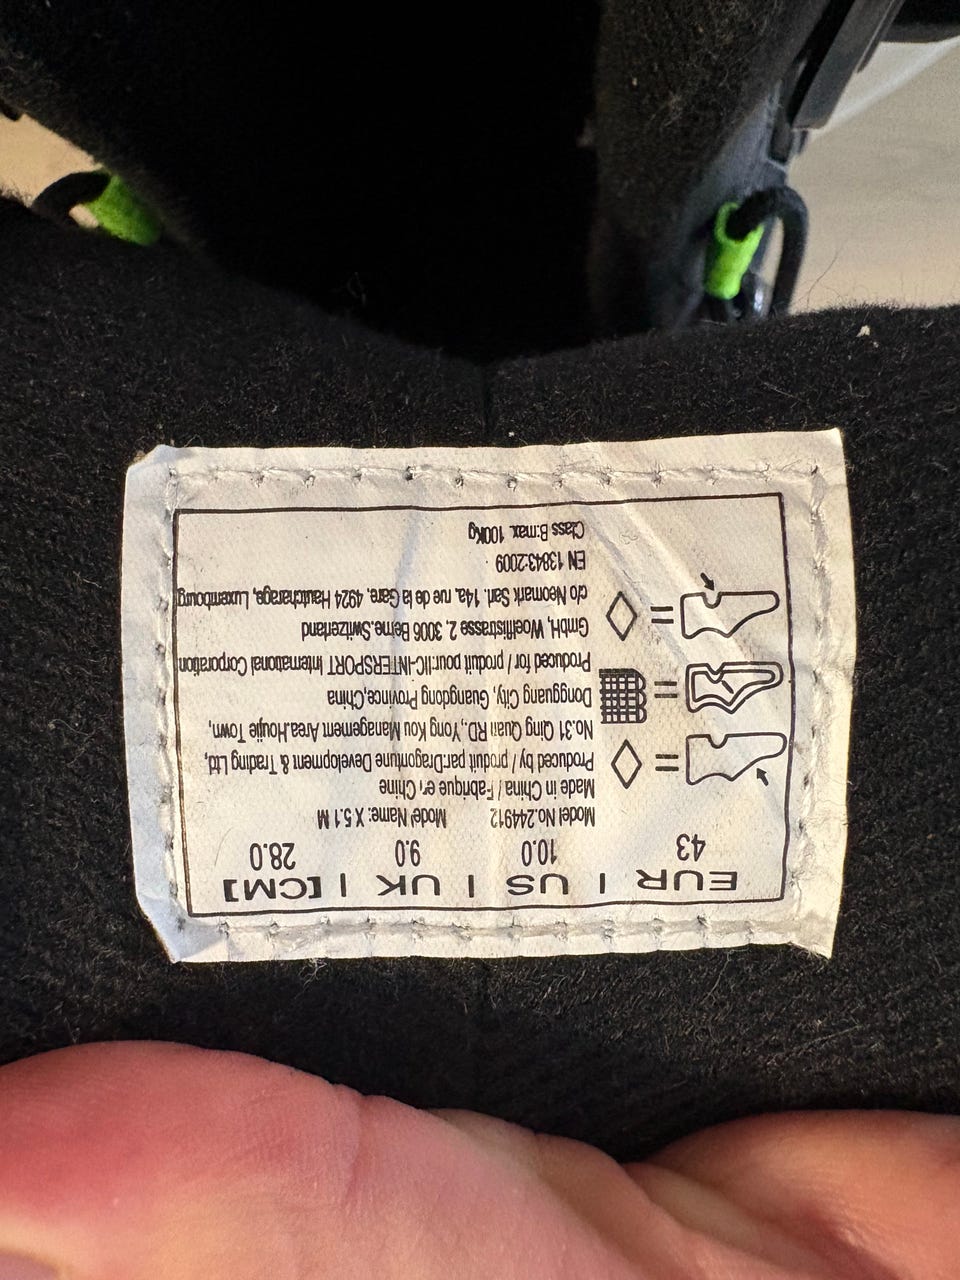 EUR | US | UK | [CM]
43 10.0 9.0 28.0
Model No.244912 Model Name: X 5.1 M
Made in China / Fabrique en Chine
Produced by / produit par:Dragontune Development & Trading Ltd,
No.31 Qing Quan RD.,Yong Kou Management Area.Houjie Town,
Dongguang City, Guangdong Province,China
Produced for / produit pour:IIC-INTERSPORT International Corporation
GmbH, Woelflistrasse 2, 3006 Berne.Switzerland
c/o Neomark Sarl. 14a, rue de la Gare, 4924 Hautcharage, Luxembourg
EN 13843:2009
Class B:max. 100Kg